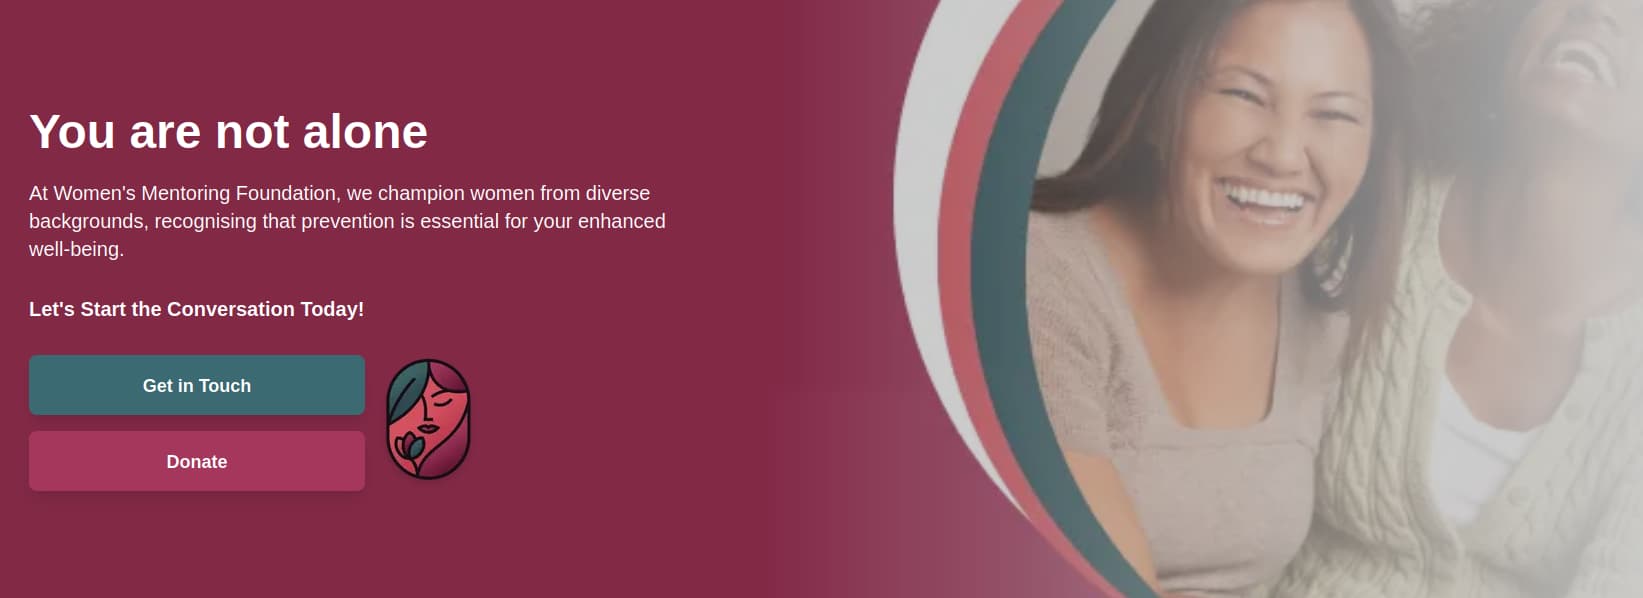 You are not alone
At Women's Mentoring Foundation, we champion women from diverse
backgrounds, recognising that prevention is essential for your enhanced
well-being.
Let's Start the Conversation Today!
Get in Touch
Donate